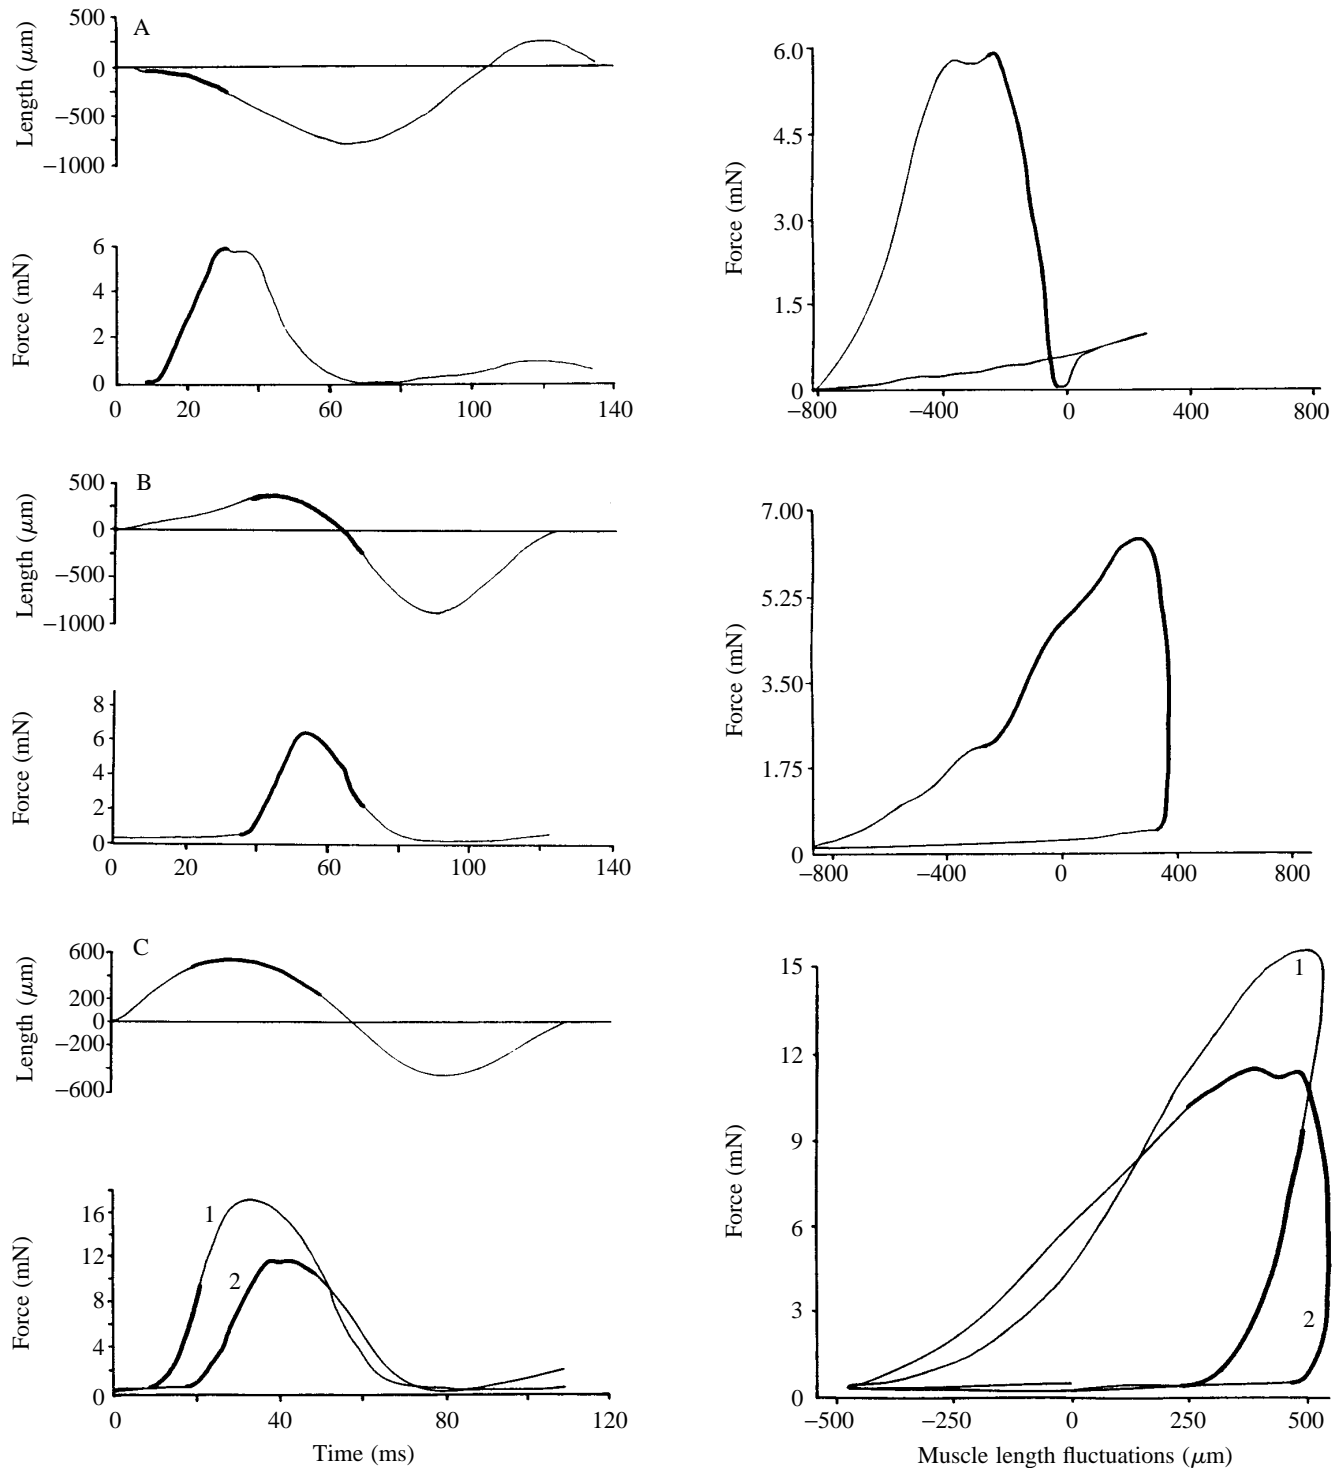 A
Length (μm)
500
0
−500
−1000
Force (mN)
6
4
2
0
0 20 60 100 140
Force (mN)
6.0
4.5
3.0
1.5
0
−800 −400 0 400 800
B
Length (μm)
500
0
−500
−1000
Force (mN)
8
6
4
2
0
0 20 60 100 140
Force (mN)
7.00
5.25
3.50
1.75
0
−800 −400 0 400 800
C
Length (μm)
600
200
0
−200
−600
Force (mN)
16
12
8
4
0
1
2
0 40 80 120
Time (ms)
Force (mN)
15
12
9
6
3
0
1
2
−500 −250 0 250 500
Muscle length fluctuations (μm)